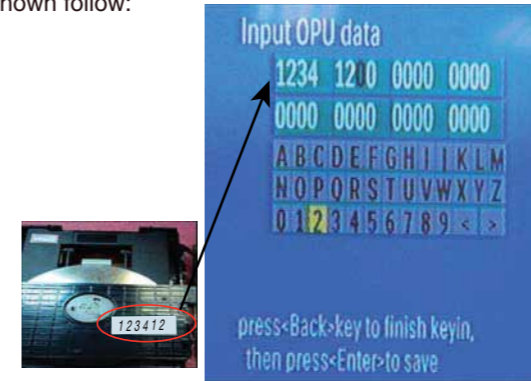 hown follow:
Input OPU data
1234 1200 0000 0000
0000 0000 0000 0000
A B C D E F G H I J K L M
N O P Q R S T U V W X Y Z
0 1 2 3 4 5 6 7 8 9 < >
123412
press<Back>key to finish keyin,
then press<Enter>to save